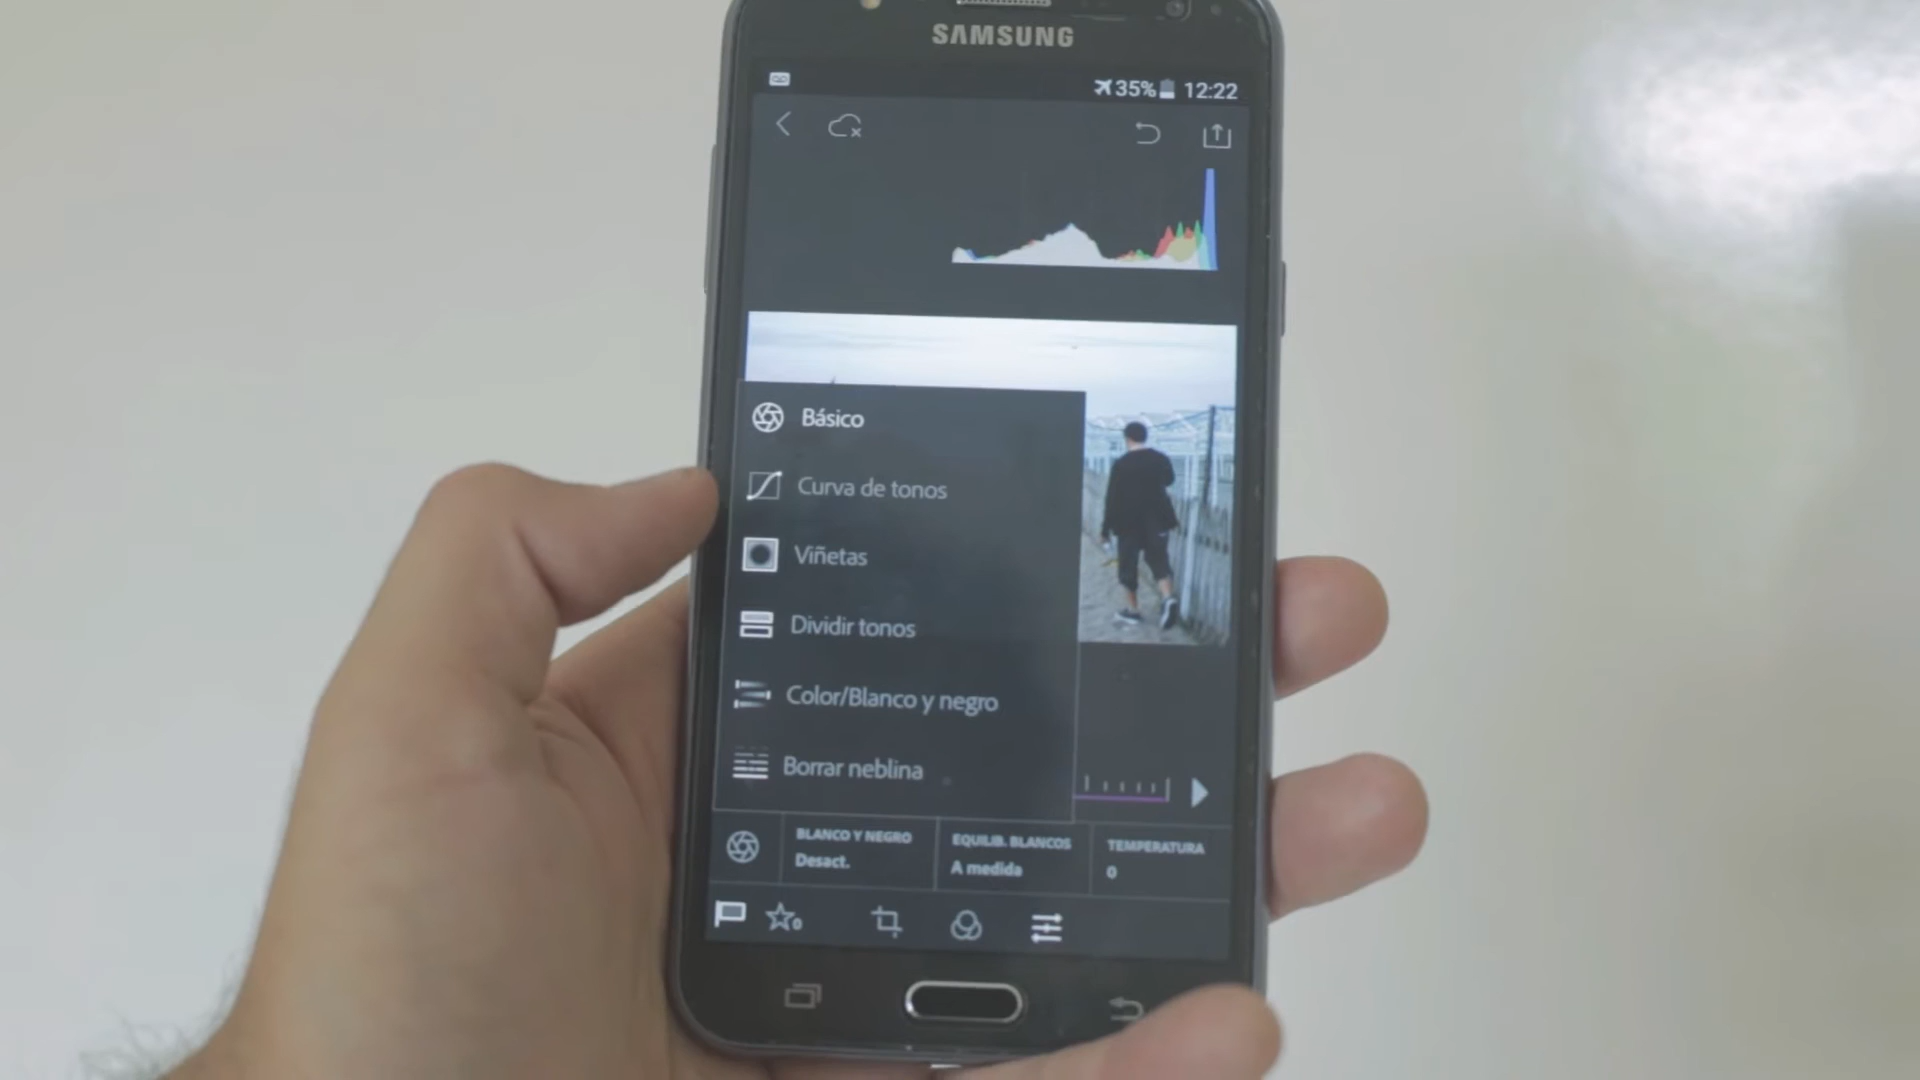 SAMSUNG
35% 12:22
Básico
Curva de tonos
Viñetas
Dividir tonos
Color/Blanco y negro
Borrar neblina
BLANCO Y NEGRO
Desact.
EQUILIB. BLANCOS
A medida
TEMPERATURA
0
0